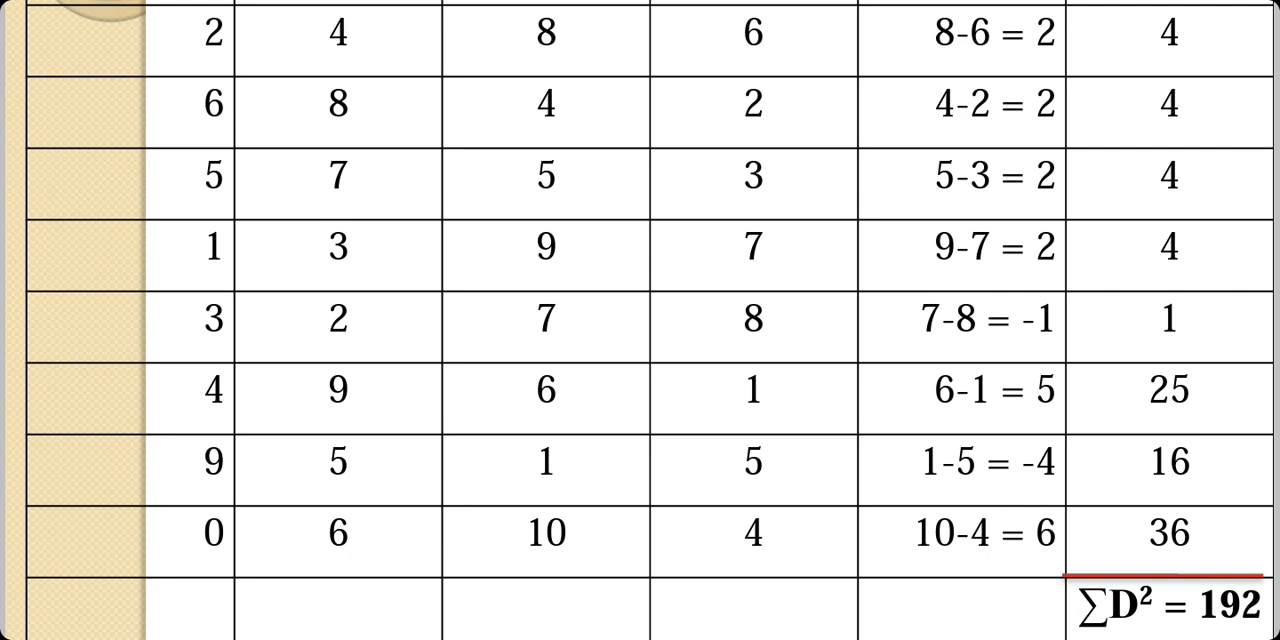 2 4 8 6 8-6 = 2 4
6 8 4 2 4-2 = 2 4
5 7 5 3 5-3 = 2 4
1 3 9 7 9-7 = 2 4
3 2 7 8 7-8 = -1 1
4 9 6 1 6-1 = 5 25
9 5 1 5 1-5 = -4 16
0 6 10 4 10-4 = 6 36
∑D² = 192